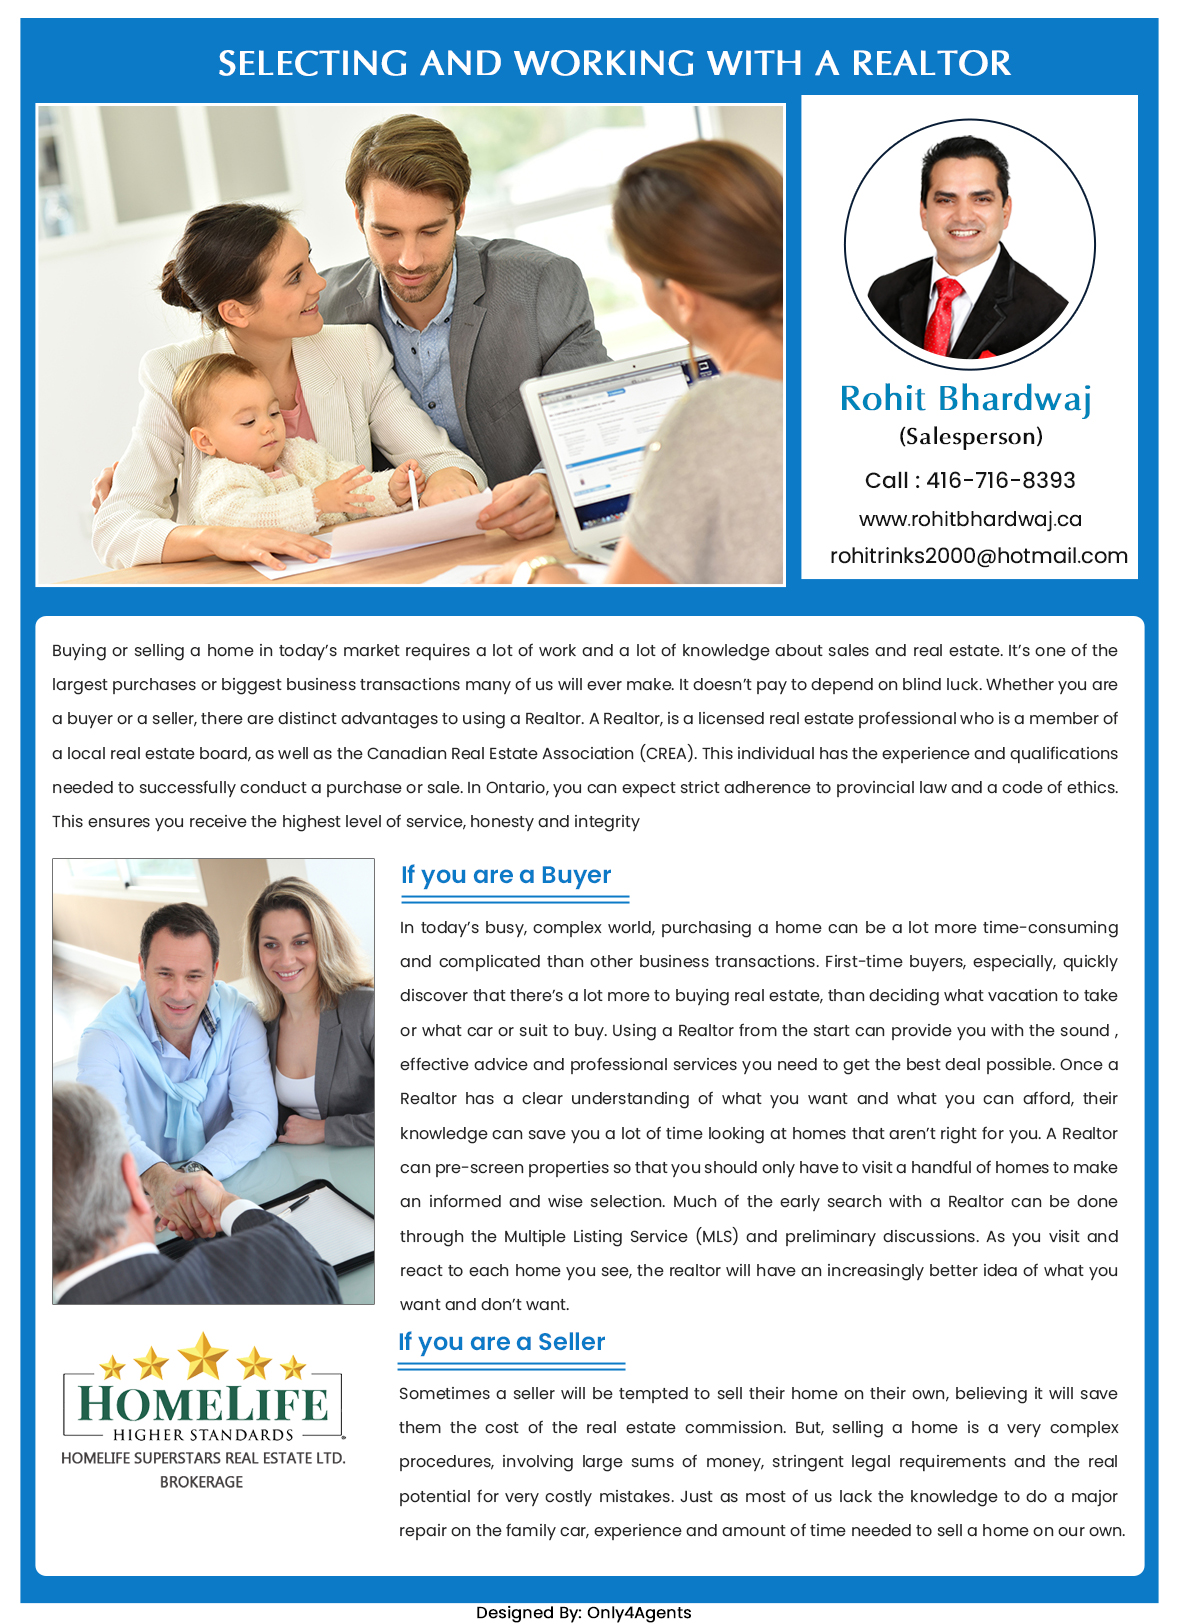 SELECTING AND WORKING WITH A REALTOR
Rohit Bhardwaj
(Salesperson)
Call : 416-716-8393
www.rohitbhardwaj.ca
rohitrinks2000@hotmail.com
Buying or selling a home in today’s market requires a lot of work and a lot of knowledge about sales and real estate. It’s one of the
largest purchases or biggest business transactions many of us will ever make. It doesn’t pay to depend on blind luck. Whether you are
a buyer or a seller, there are distinct advantages to using a Realtor. A Realtor, is a licensed real estate professional who is a member of
a local real estate board, as well as the Canadian Real Estate Association (CREA). This individual has the experience and qualifications
needed to successfully conduct a purchase or sale. In Ontario, you can expect strict adherence to provincial law and a code of ethics.
This ensures you receive the highest level of service, honesty and integrity
If you are a Buyer
In today’s busy, complex world, purchasing a home can be a lot more time-consuming
and complicated than other business transactions. First-time buyers, especially, quickly
discover that there’s a lot more to buying real estate, than deciding what vacation to take
or what car or suit to buy. Using a Realtor from the start can provide you with the sound ,
effective advice and professional services you need to get the best deal possible. Once a
Realtor has a clear understanding of what you want and what you can afford, their
knowledge can save you a lot of time looking at homes that aren’t right for you. A Realtor
can pre-screen properties so that you should only have to visit a handful of homes to make
an informed and wise selection. Much of the early search with a Realtor can be done
through the Multiple Listing Service (MLS) and preliminary discussions. As you visit and
react to each home you see, the realtor will have an increasingly better idea of what you
want and don’t want.
If you are a Seller
Sometimes a seller will be tempted to sell their home on their own, believing it will save
them the cost of the real estate commission. But, selling a home is a very complex
procedures, involving large sums of money, stringent legal requirements and the real
potential for very costly mistakes. Just as most of us lack the knowledge to do a major
repair on the family car, experience and amount of time needed to sell a home on our own.
HOMELIFE
HIGHER STANDARDS
HOMELIFE SUPERSTARS REAL ESTATE LTD.
BROKERAGE
Designed By: Only4Agents